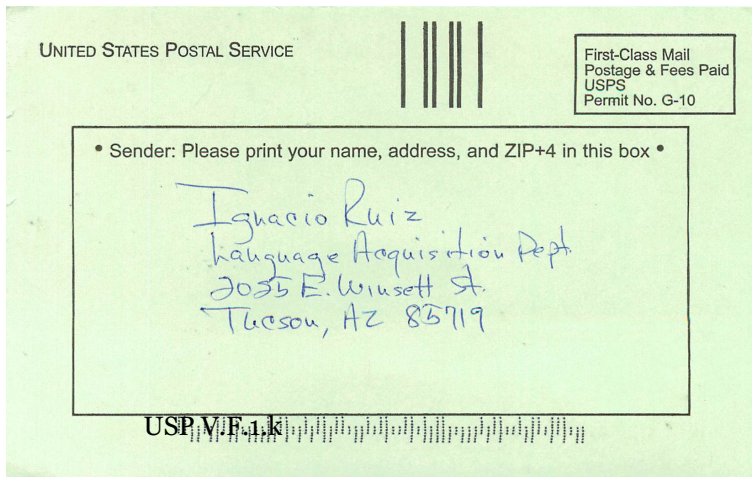 UNITED STATES POSTAL SERVICE
First-Class Mail
Postage & Fees Paid
USPS
Permit No. G-10
• Sender: Please print your name, address, and ZIP+4 in this box •
Ignacio Ruiz
Language Acquisition Dept.
2025 E. Winsett St.
Tucson, AZ 85719
USP V.F.1.k